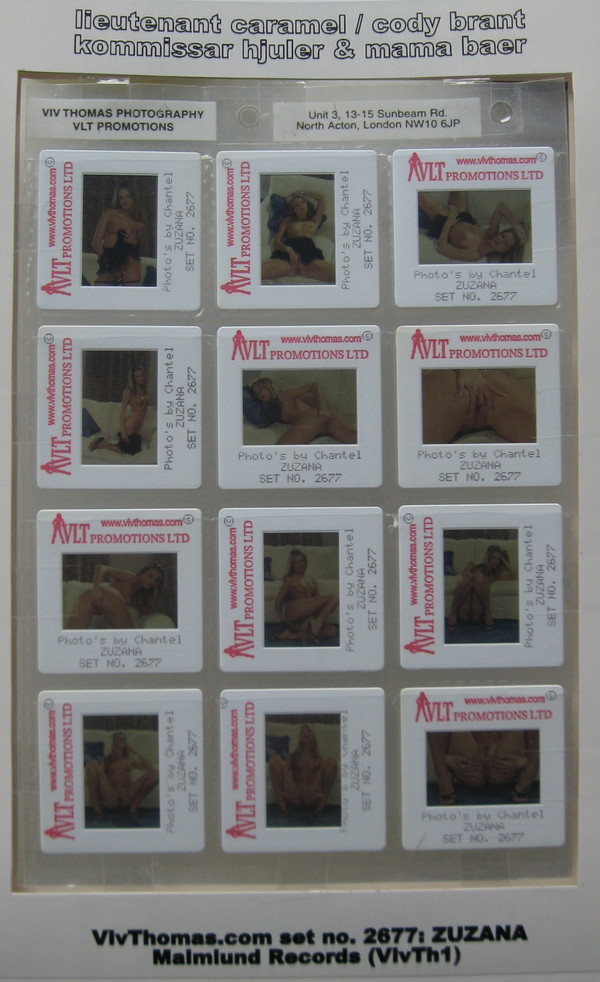 lieutenant caramel / cody brant
kommissar hjuler & mama baer
VIV THOMAS PHOTOGRAPHY
VLT PROMOTIONS
Unit 3, 13-15 Sunbeam Rd.
North Acton, London NW10 6JP
www.vivthomas.com©
VLT PROMOTIONS LTD
Photo's by Chantel
ZUZANA
SET NO. 2677
www.vivthomas.com©
VLT PROMOTIONS LTD
Photo's by Chantel
ZUZANA
SET NO. 2677
www.vivthomas.com©
VLT PROMOTIONS LTD
Photo's by Chantel
ZUZANA
SET NO. 2677
www.vivthomas.com©
VLT PROMOTIONS LTD
Photo's by Chantel
ZUZANA
SET NO. 2677
www.vivthomas.com©
VLT PROMOTIONS LTD
Photo's by Chantel
ZUZANA
SET NO. 2677
www.vivthomas.com©
VLT PROMOTIONS LTD
Photo's by Chantel
ZUZANA
SET NO. 2677
www.vivthomas.com©
VLT PROMOTIONS LTD
Photo's by Chantel
ZUZANA
SET NO. 2677
www.vivthomas.com©
VLT PROMOTIONS LTD
Photo's by Chantel
ZUZANA
SET NO. 2677
www.vivthomas.com©
VLT PROMOTIONS LTD
Photo's by Chantel
ZUZANA
SET NO. 2677
www.vivthomas.com©
VLT PROMOTIONS LTD
Photo's by Chantel
ZUZANA
SET NO. 2677
www.vivthomas.com©
VLT PROMOTIONS LTD
Photo's by Chantel
ZUZANA
SET NO. 2677
www.vivthomas.com©
VLT PROMOTIONS LTD
Photo's by Chantel
ZUZANA
SET NO. 2677
VivThomas.com set no. 2677: ZUZANA
Malmlund Records (VivTh1)